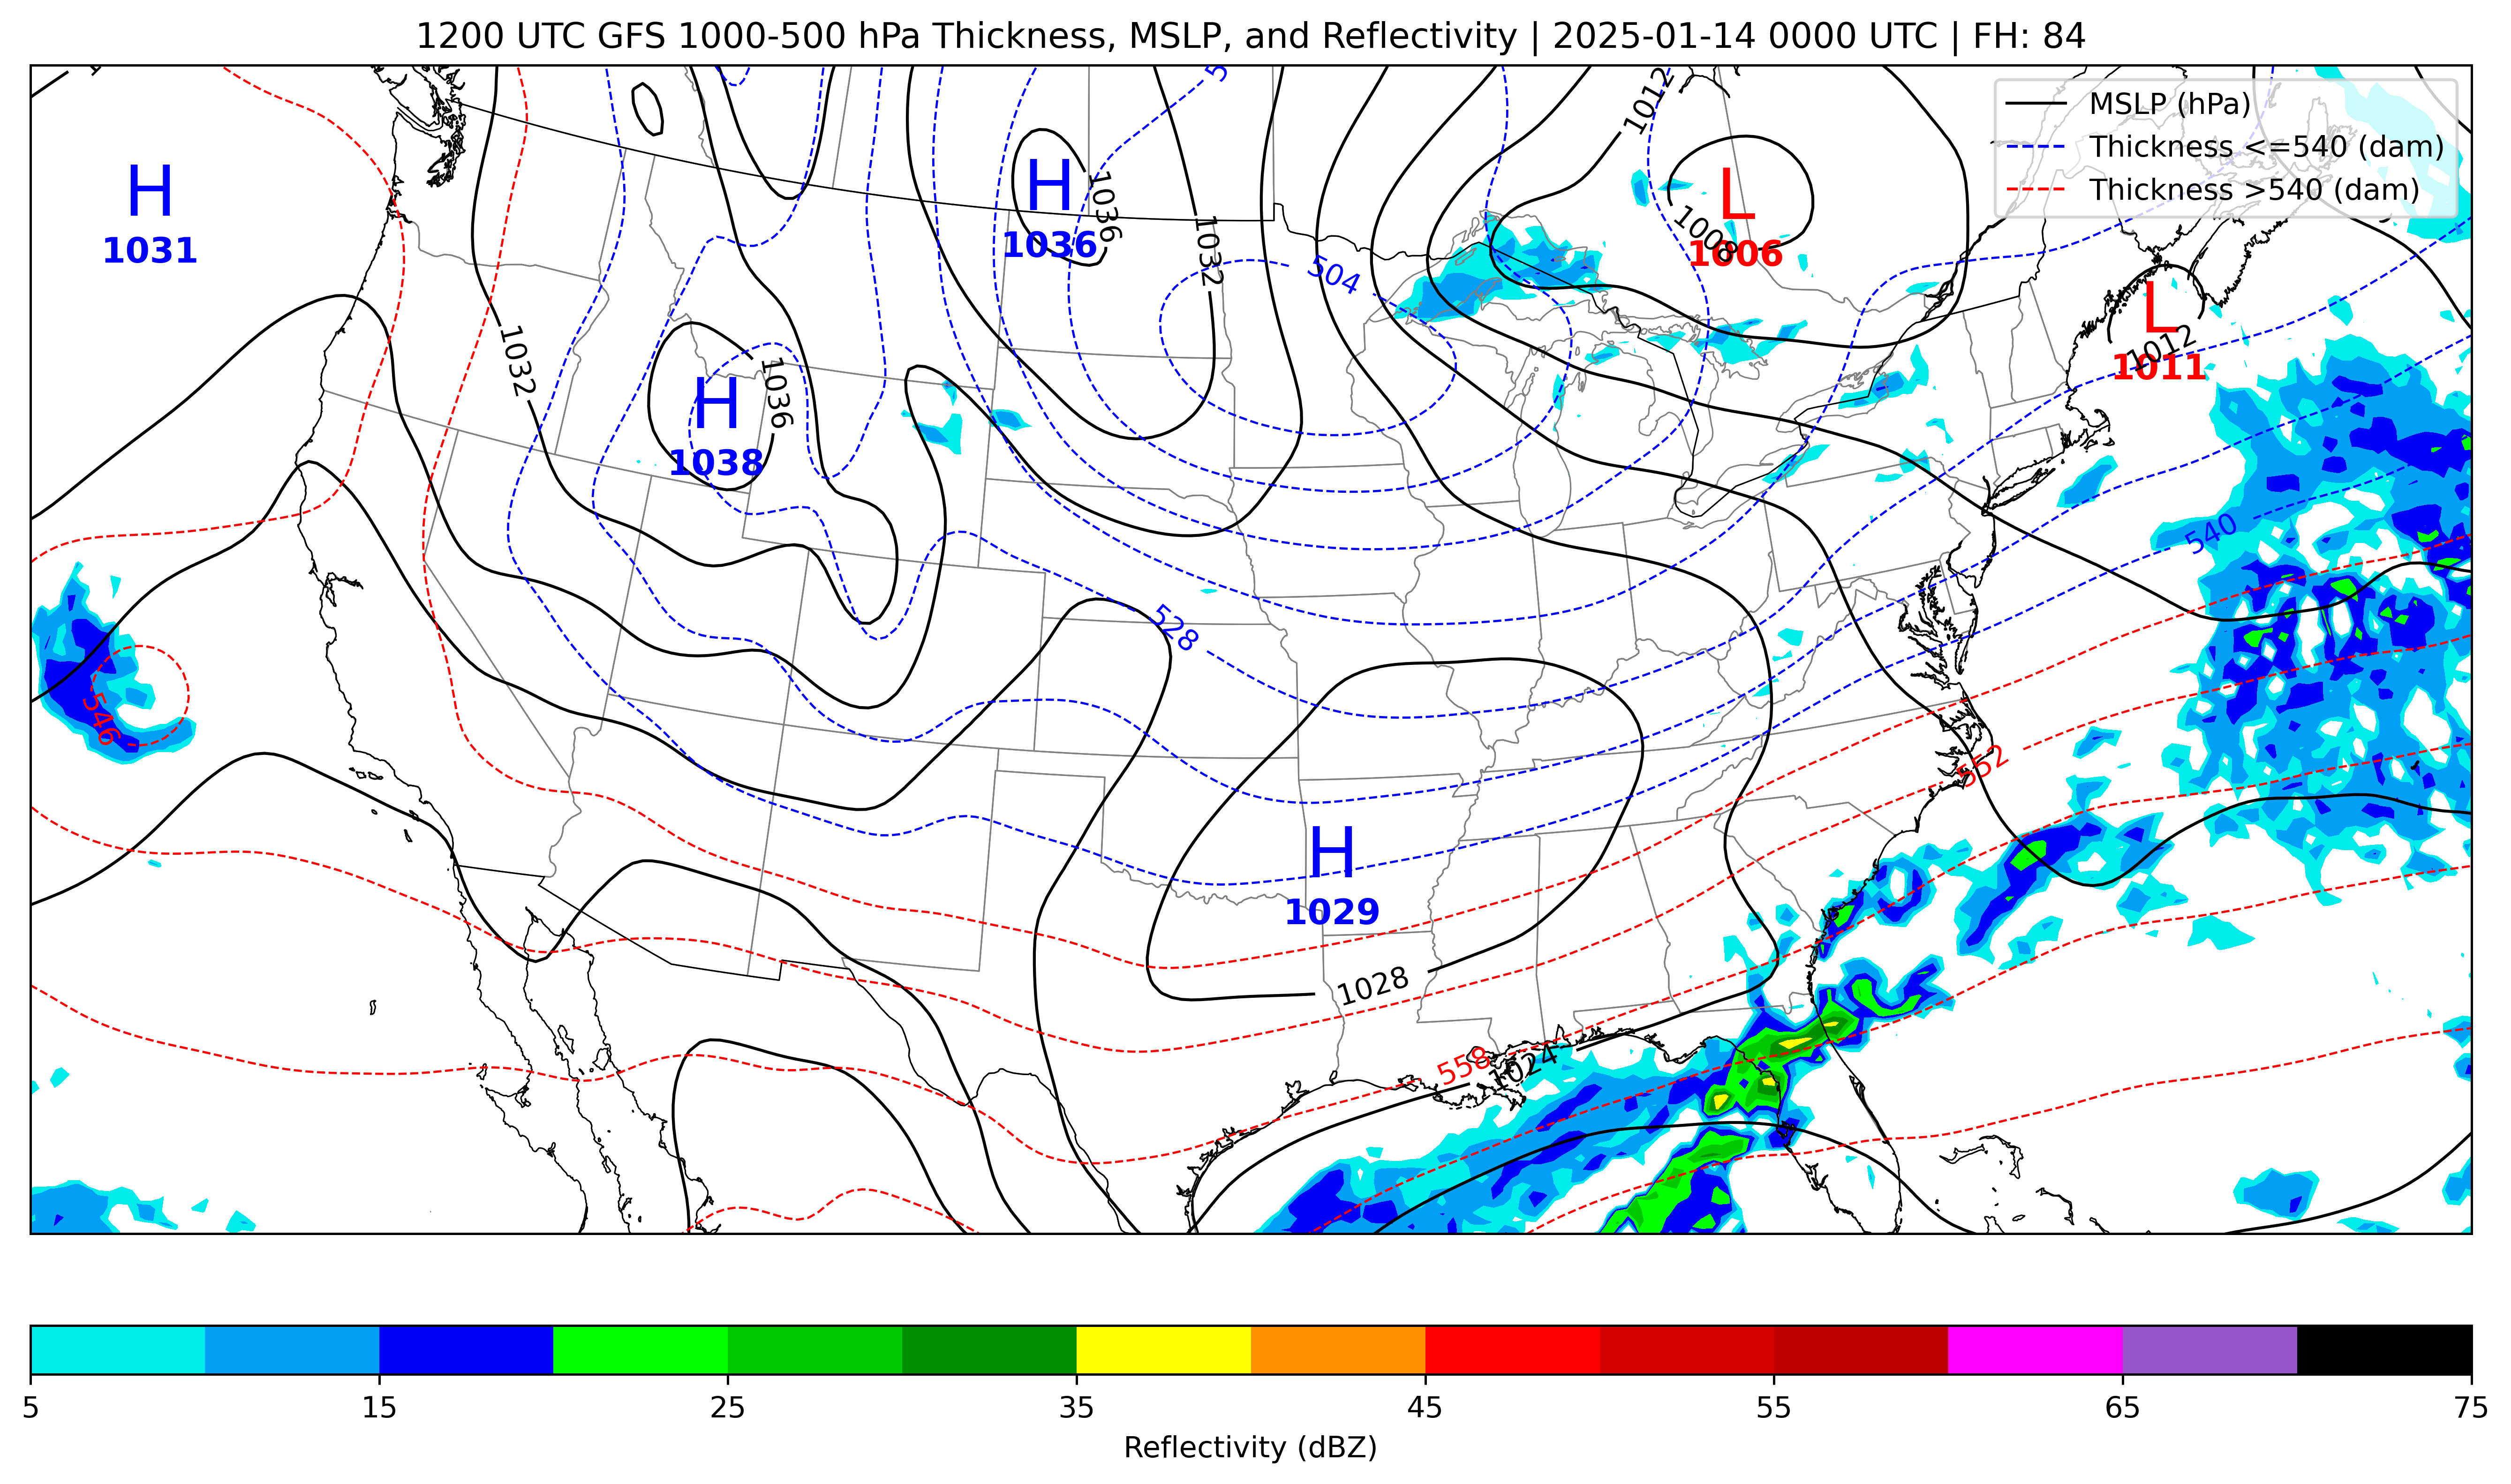 1200 UTC GFS 1000-500 hPa Thickness, MSLP, and Reflectivity | 2025-01-14 0000 UTC | FH: 84
MSLP (hPa)
Thickness <=540 (dam)
Thickness >540 (dam)
1012
H
1031
H
1036
1036
1032
L
1008
1006
504
L
1012
1011
1032
H
1036
1038
540
528
546
552
H
1029
1028
558
1024
5
15
25
35
45
55
65
75
Reflectivity (dBZ)